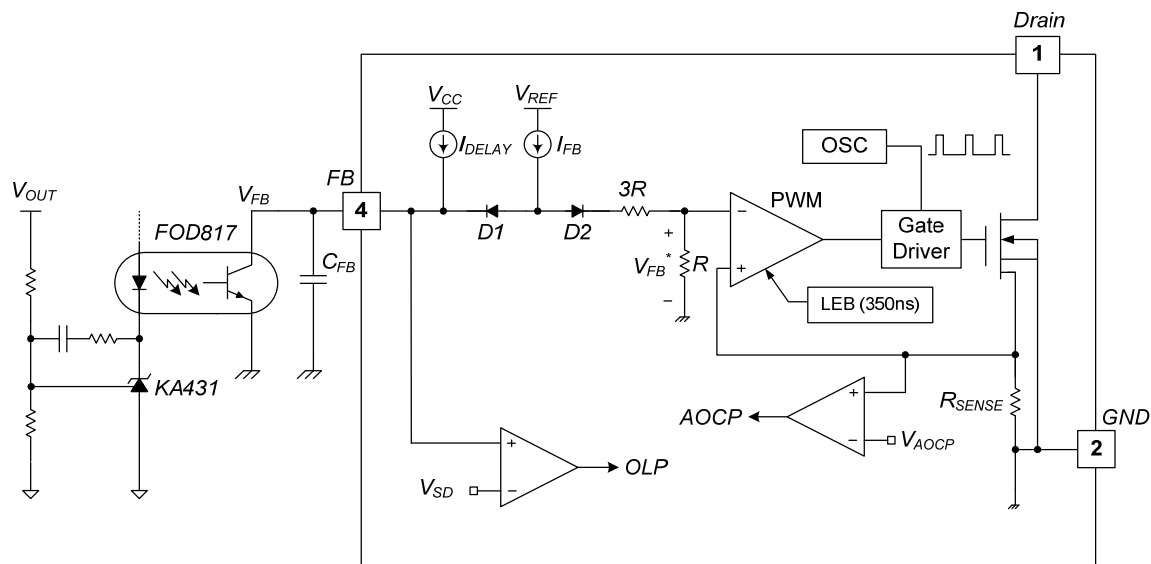 Drain
1
V_CC
V_REF
I_DELAY
I_FB
OSC
V_OUT
V_FB
FB
4
3R
PWM
FOD817
D1
D2
−
+
Gate
Driver
C_FB
+
V_FB*
R
−
LEB (350ns)
KA431
AOCP
+
−
V_AOCP
R_SENSE
GND
2
+
−
V_SD
OLP